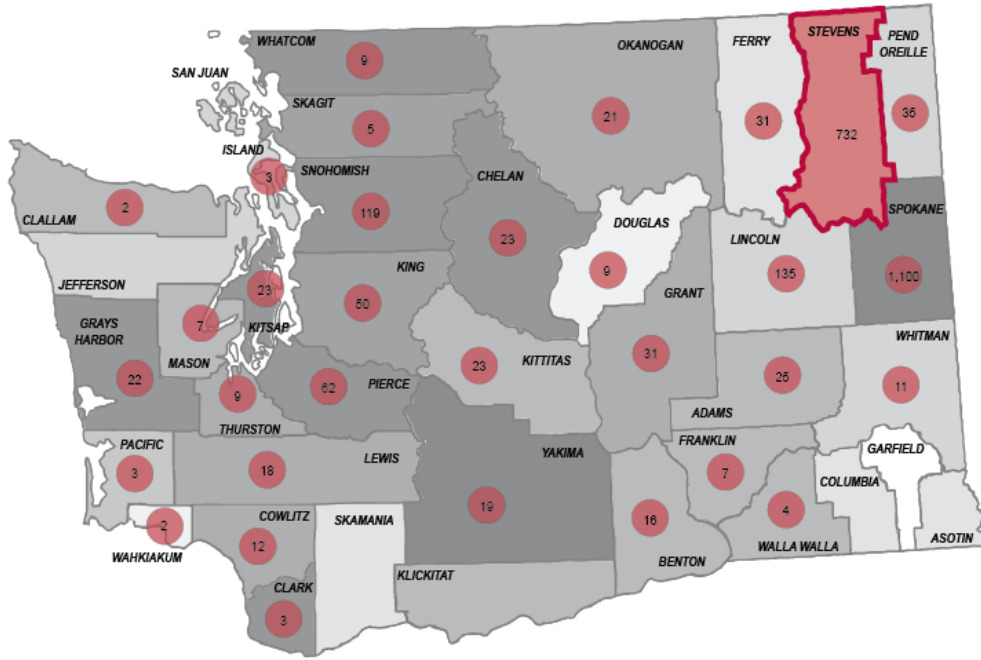 WHATCOM
9
SAN JUAN
SKAGIT
5
ISLAND
3
SNOHOMISH
119
CLALLAM
2
JEFFERSON
KITSAP
23
KING
50
GRAYS
HARBOR
22
MASON
7
THURSTON
9
PIERCE
62
PACIFIC
3
LEWIS
18
WAHKIAKUM
2
COWLITZ
12
CLARK
3
SKAMANIA
OKANOGAN
21
CHELAN
23
DOUGLAS
9
KITTITAS
23
GRANT
31
YAKIMA
19
KLICKITAT
BENTON
16
FERRY
31
STEVENS
732
PEND
OREILLE
35
LINCOLN
135
SPOKANE
1,100
ADAMS
25
WHITMAN
11
FRANKLIN
7
WALLA WALLA
4
COLUMBIA
GARFIELD
ASOTIN